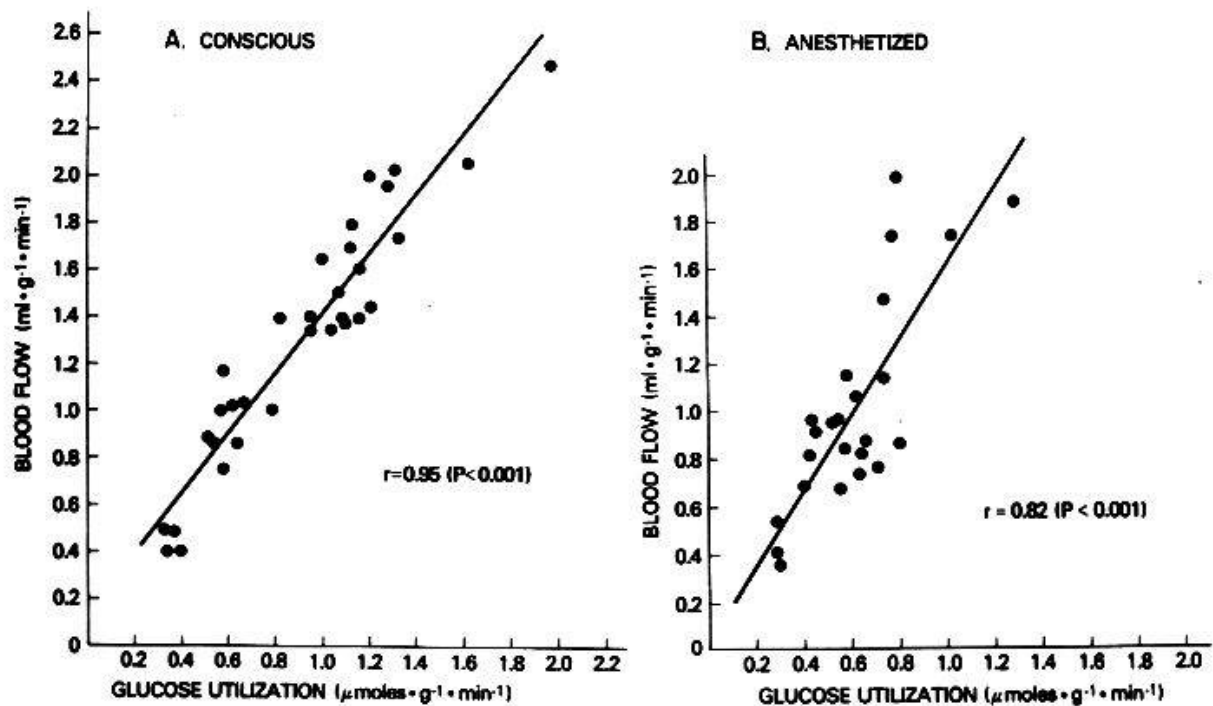 A. CONSCIOUS
2.6
2.4
2.2
2.0
1.8
1.6
1.4
1.2
1.0
0.8
0.6
0.4
0.2
0
BLOOD FLOW (ml•g⁻¹•min⁻¹)
r=0.95 (P<0.001)
0.2 0.4 0.6 0.8 1.0 1.2 1.4 1.6 1.8 2.0 2.2
GLUCOSE UTILIZATION (μmoles•g⁻¹•min⁻¹)
B. ANESTHETIZED
2.0
1.8
1.6
1.4
1.2
1.0
0.8
0.6
0.4
0.2
0
BLOOD FLOW (ml•g⁻¹•min⁻¹)
r = 0.82 (P < 0.001)
0.2 0.4 0.6 0.8 1.0 1.2 1.4 1.6 1.8 2.0
GLUCOSE UTILIZATION (μmoles•g⁻¹•min⁻¹)